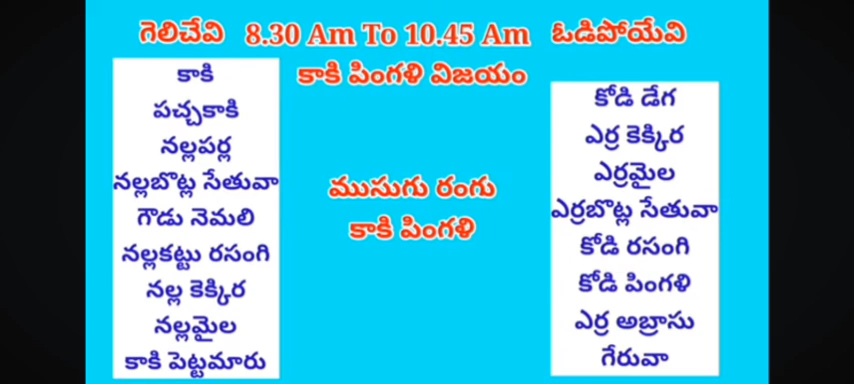 గెలిచేవి 8.30 Am To 10.45 Am ఓడిపోయేవి
కాకి పింగళి విజయం
కాకి
పచ్చకాకి
నల్లపర్ల
నల్లబొట్ల సేతువా
గౌడు నెమలి
నల్లకట్టు రసంగి
నల్ల కెక్కిర
నల్లమైల
కాకి పెట్టమారు
ముసుగు రంగు
కాకి పింగళి
కోడి డేగ
ఎర్ర కెక్కిర
ఎర్రమైల
ఎర్రబొట్ల సేతువా
కోడి రసంగి
కోడి పింగళి
ఎర్ర అబ్రాసు
గేరువా